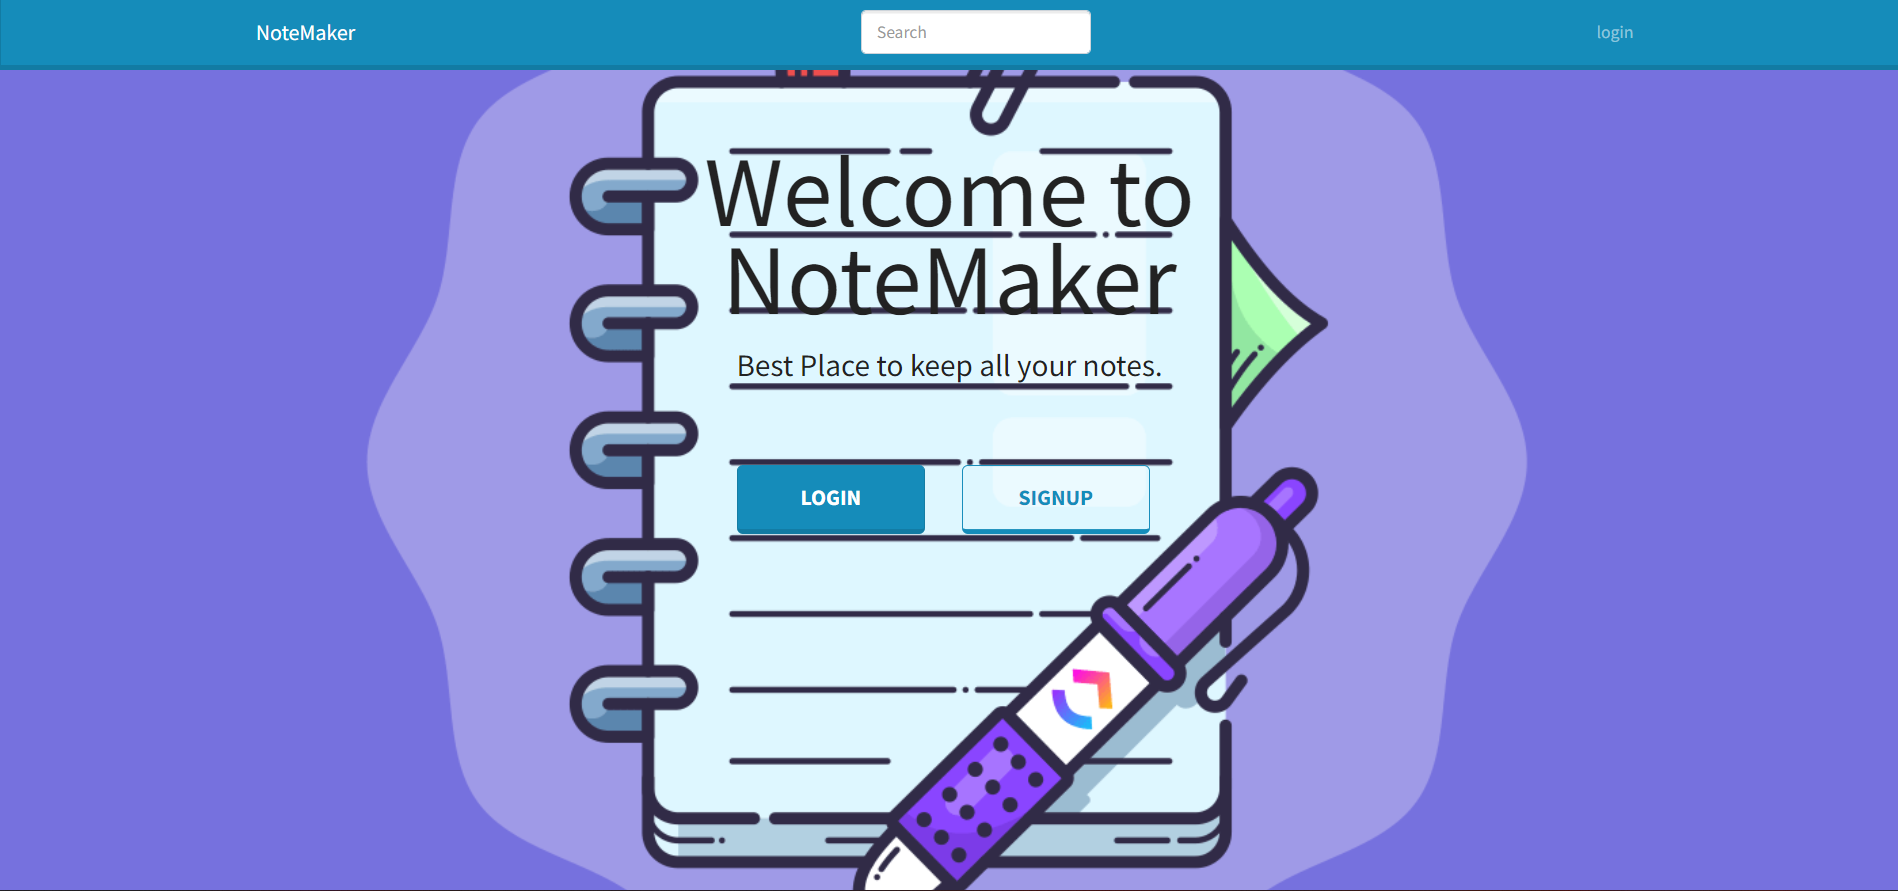 NoteMaker
Search
login
Welcome to
NoteMaker
Best Place to keep all your notes.
LOGIN
SIGNUP